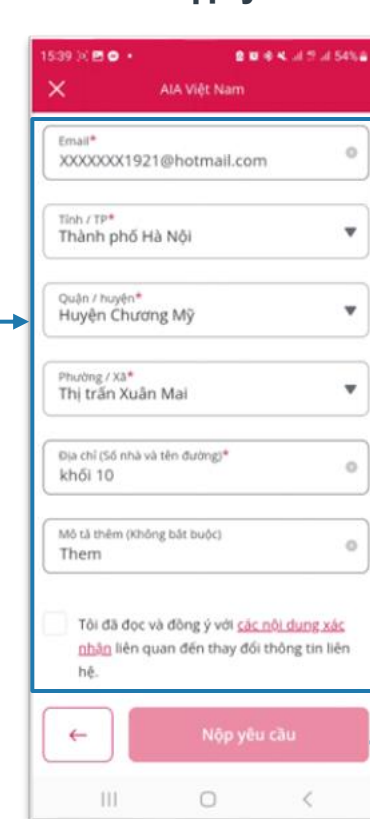 15:39
54%
AIA Việt Nam
Email*
XXXXXXX1921@hotmail.com
Tỉnh / TP*
Thành phố Hà Nội
Quận / huyện*
Huyện Chương Mỹ
Phường / Xã*
Thị trấn Xuân Mai
Địa chỉ (Số nhà và tên đường)*
khối 10
Mô tả thêm (Không bắt buộc)
Them
Tôi đã đọc và đồng ý với các nội dung xác
nhận liên quan đến thay đổi thông tin liên
hệ.
Nộp yêu cầu